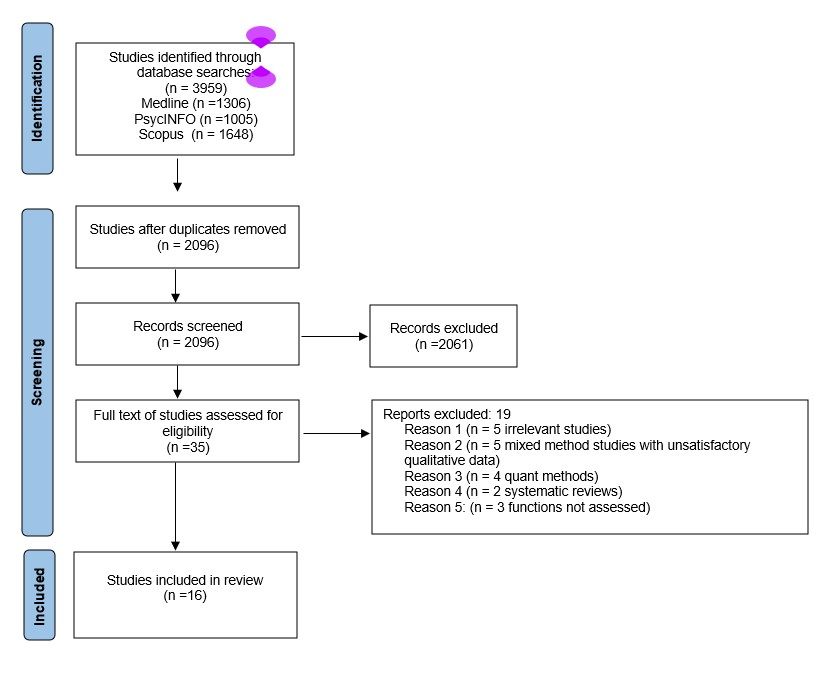 Identification
Studies identified through
database searches:
(n = 3959)
Medline (n =1306)
PsycINFO (n =1005)
Scopus (n = 1648)
Screening
Studies after duplicates removed
(n = 2096)
Records screened
(n = 2096)
Records excluded
(n =2061)
Full text of studies assessed for
eligibility
(n =35)
Reports excluded: 19
Reason 1 (n = 5 irrelevant studies)
Reason 2 (n = 5 mixed method studies with unsatisfactory
qualitative data)
Reason 3 (n = 4 quant methods)
Reason 4 (n = 2 systematic reviews)
Reason 5: (n = 3 functions not assessed)
Included
Studies included in review
(n =16)